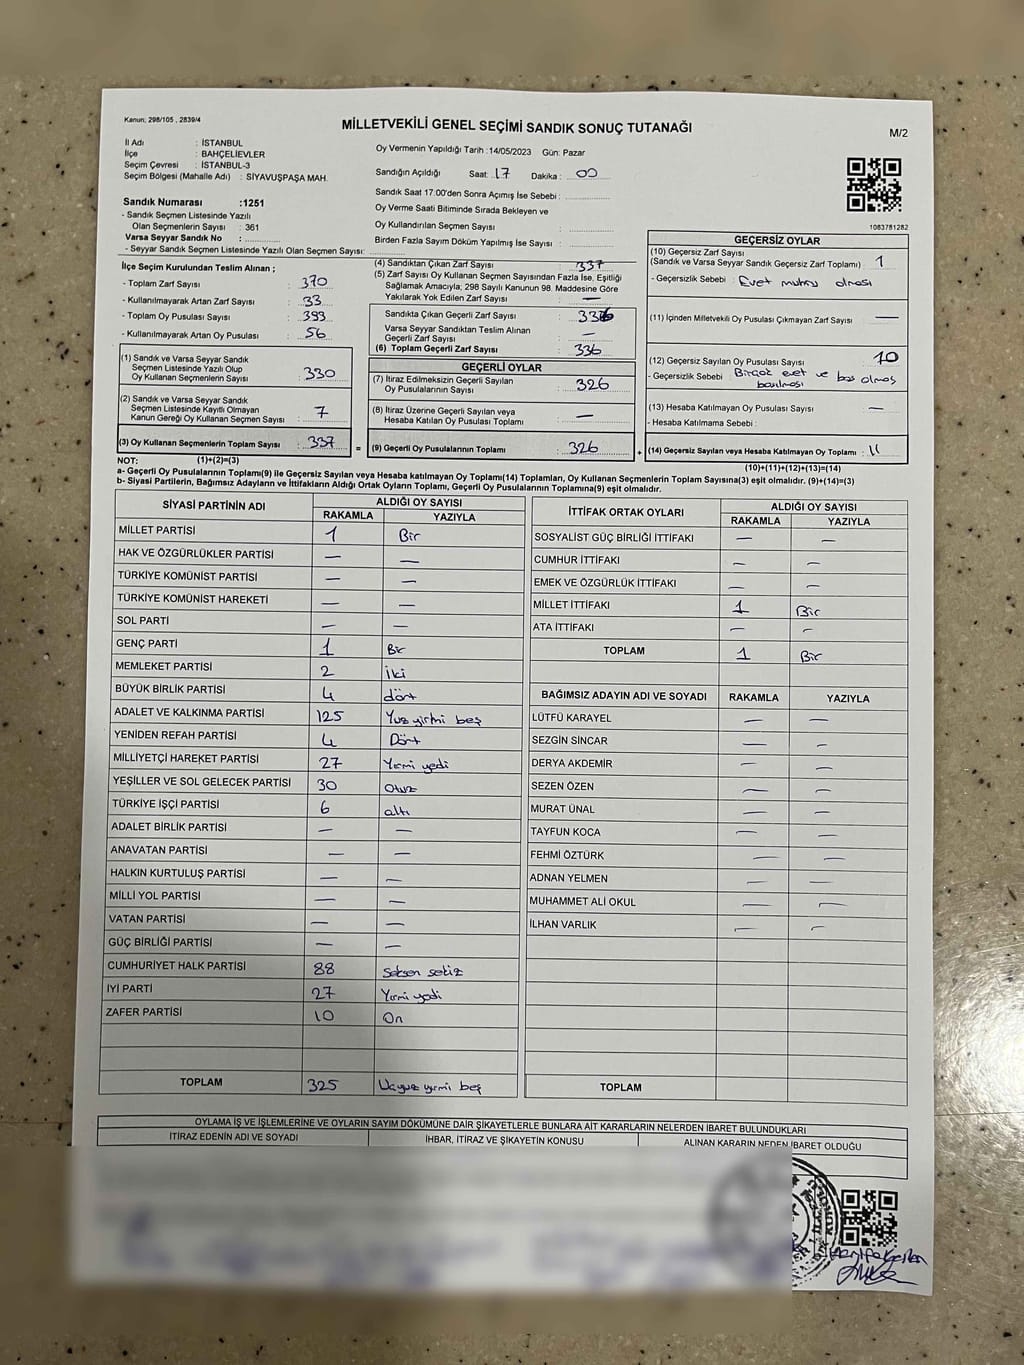 Kanun: 298/105 , 2839/4
MİLLETVEKİLİ GENEL SEÇİMİ SANDIK SONUÇ TUTANAĞI
M/2
İl Adı : İSTANBUL
İlçe : BAHÇELİEVLER
Seçim Çevresi : İSTANBUL-3
Seçim Bölgesi (Mahalle Adı) : SİYAVUŞPAŞA MAH.
Sandık Numarası :1251
- Sandık Seçmen Listesinde Yazılı
Olan Seçmenlerin Sayısı : 361
Varsa Seyyar Sandık No :
- Seyyar Sandık Seçmen Listesinde Yazılı Olan Seçmen Sayısı:
Oy Vermenin Yapıldığı Tarih :14/05/2023 Gün: Pazar
Sandığın Açıldığı Saat: 17 Dakika : 00
Sandık Saat 17:00'den Sonra Açımış İse Sebebi :
Oy Verme Saati Bitiminde Sırada Bekleyen ve
Oy Kullandırılan Seçmen Sayısı :
Birden Fazla Sayım Döküm Yapılmış İse Sayısı :
1083781282
İlçe Seçim Kurulundan Teslim Alınan ;
- Toplam Zarf Sayısı : 370
- Kullanılmayarak Artan Zarf Sayısı : 33
- Toplam Oy Pusulası Sayısı : 393
- Kullanılmayarak Artan Oy Pusulası : 56
(4) Sandıktan Çıkan Zarf Sayısı : 337
(5) Zarf Sayısı Oy Kullanan Seçmen Sayısından Fazla İse, Eşitliği
Sağlamak Amacıyla; 298 Sayılı Kanunun 98. Maddesine Göre
Yakılarak Yok Edilen Zarf Sayısı : —
Sandıkta Çıkan Geçerli Zarf Sayısı : 336
Varsa Seyyar Sandıktan Teslim Alınan
Geçerli Zarf Sayısı : —
(6) Toplam Geçerli Zarf Sayısı : 336
GEÇERSİZ OYLAR
(10) Geçersiz Zarf Sayısı
(Sandık ve Varsa Seyyar Sandık Geçersiz Zarf Toplamı) : 1
- Geçersizlik Sebebi : Evet mührü olması
(11) İçinden Milletvekili Oy Pusulası Çıkmayan Zarf Sayısı : —
(12) Geçersiz Sayılan Oy Pusulası Sayısı : 10
- Geçersizlik Sebebi : Birçok evet ve boş olması
basılması
(13) Hesaba Katılmayan Oy Pusulası Sayısı : —
- Hesaba Katılmama Sebebi :
(14) Geçersiz Sayılan veya Hesaba Katılmayan Oy Toplamı : 11
(1) Sandık ve Varsa Seyyar Sandık
Seçmen Listesinde Yazılı Olup
Oy Kullanan Seçmenlerin Sayısı : 330
(2) Sandık ve Varsa Seyyar Sandık
Seçmen Listesinde Kayıtlı Olmayan
Kanun Gereği Oy Kullanan Seçmen Sayısı : 7
(3) Oy Kullanan Seçmenlerin Toplam Sayısı : 337 =
GEÇERLİ OYLAR
(7) İtiraz Edilmeksizin Geçerli Sayılan
Oy Pusulalarının Sayısı : 326
(8) İtiraz Üzerine Geçerli Sayılan veya
Hesaba Katılan Oy Pusulaları Toplamı : —
(9) Geçerli Oy Pusulalarının Toplamı : 326 +
NOT: (1)+(2)=(3)
(10)+(11)+(12)+(13)=(14)
a- Geçerli Oy Pusulalarının Toplamı(9) ile Geçersiz Sayılan veya Hesaba katılmayan Oy Toplamı(14) Toplamları, Oy Kullanan Seçmenlerin Toplam Sayısına(3) eşit olmalıdır. (9)+(14)=(3)
b- Siyasi Partilerin, Bağımsız Adayların ve İttifakların Aldığı Ortak Oyların Toplamı, Geçerli Oy Pusulalarının Toplamına(9) eşit olmalıdır.
SİYASİ PARTİNİN ADI ALDIĞI OY SAYISI
RAKAMLA YAZIYLA
MİLLET PARTİSİ 1 Bir
HAK VE ÖZGÜRLÜKLER PARTİSİ — —
TÜRKİYE KOMÜNİST PARTİSİ — —
TÜRKİYE KOMÜNİST HAREKETİ — —
SOL PARTİ — —
GENÇ PARTİ 1 Bir
MEMLEKET PARTİSİ 2 iki
BÜYÜK BİRLİK PARTİSİ 4 dört
ADALET VE KALKINMA PARTİSİ 125 Yüz yirmi beş
YENİDEN REFAH PARTİSİ 4 Dört
MİLLİYETÇİ HAREKET PARTİSİ 27 Yirmi yedi
YEŞİLLER VE SOL GELECEK PARTİSİ 30 Otuz
TÜRKİYE İŞÇİ PARTİSİ 6 altı
ADALET BİRLİK PARTİSİ — —
ANAVATAN PARTİSİ — —
HALKIN KURTULUŞ PARTİSİ — —
MİLLİ YOL PARTİSİ — —
VATAN PARTİSİ — —
GÜÇ BİRLİĞİ PARTİSİ — —
CUMHURİYET HALK PARTİSİ 88 Seksen sekiz
İYİ PARTİ 27 Yirmi yedi
ZAFER PARTİSİ 10 On
TOPLAM 325 Üçyüz yirmi beş
İTTİFAK ORTAK OYLARI ALDIĞI OY SAYISI
RAKAMLA YAZIYLA
SOSYALİST GÜÇ BİRLİĞİ İTTİFAKI — —
CUMHUR İTTİFAKI — —
EMEK VE ÖZGÜRLÜK İTTİFAKI — —
MİLLET İTTİFAKI 1 Bir
ATA İTTİFAKI — —
TOPLAM 1 Bir
BAĞIMSIZ ADAYIN ADI VE SOYADI RAKAMLA YAZIYLA
LÜTFÜ KARAYEL — —
SEZGİN SİNCAR — —
DERYA AKDEMİR — —
SEZEN ÖZEN — —
MURAT ÜNAL — —
TAYFUN KOCA — —
FEHMİ ÖZTÜRK — —
ADNAN YELMEN — —
MUHAMMET ALİ OKUL — —
İLHAN VARLIK — —
TOPLAM
OYLAMA İŞ VE İŞLEMLERİNE VE OYLARIN SAYIM DÖKÜMÜNE DAİR ŞİKAYETLERLE BUNLARA AİT KARARLARIN NELERDEN İBARET BULUNDUKLARI
İTİRAZ EDENİN ADI VE SOYADI İHBAR, İTİRAZ VE ŞİKAYETİN KONUSU ALINAN KARARIN NEDEN İBARET OLDUĞU